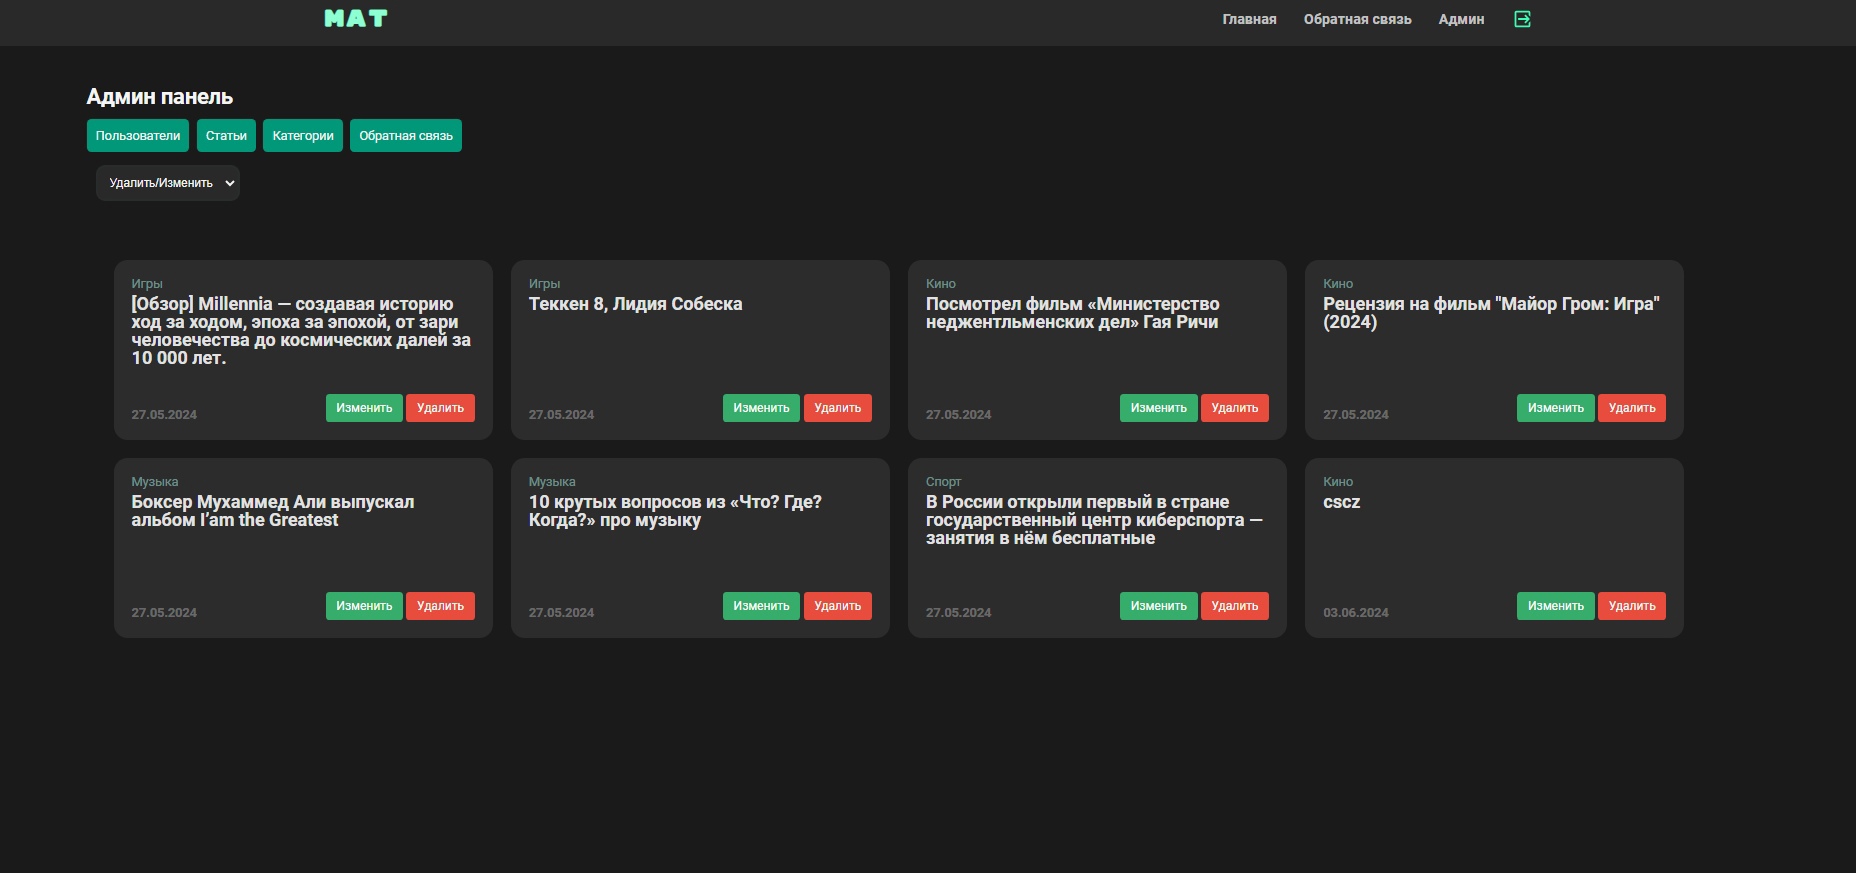 MAT
Главная Обратная связь Админ
Админ панель
Пользователи Статьи Категории Обратная связь
Удалить/Изменить
Игры
[Обзор] Millennia — создавая историю
ход за ходом, эпоха за эпохой, от зари
человечества до космических далей за
10 000 лет.
27.05.2024
Изменить Удалить
Игры
Теккен 8, Лидия Собеска
27.05.2024
Изменить Удалить
Кино
Посмотрел фильм «Министерство
неджентльменских дел» Гая Ричи
27.05.2024
Изменить Удалить
Кино
Рецензия на фильм "Майор Гром: Игра"
(2024)
27.05.2024
Изменить Удалить
Музыка
Боксер Мухаммед Али выпускал
альбом I’am the Greatest
27.05.2024
Изменить Удалить
Музыка
10 крутых вопросов из «Что? Где?
Когда?» про музыку
27.05.2024
Изменить Удалить
Спорт
В России открыли первый в стране
государственный центр киберспорта —
занятия в нём бесплатные
27.05.2024
Изменить Удалить
Кино
cscz
03.06.2024
Изменить Удалить